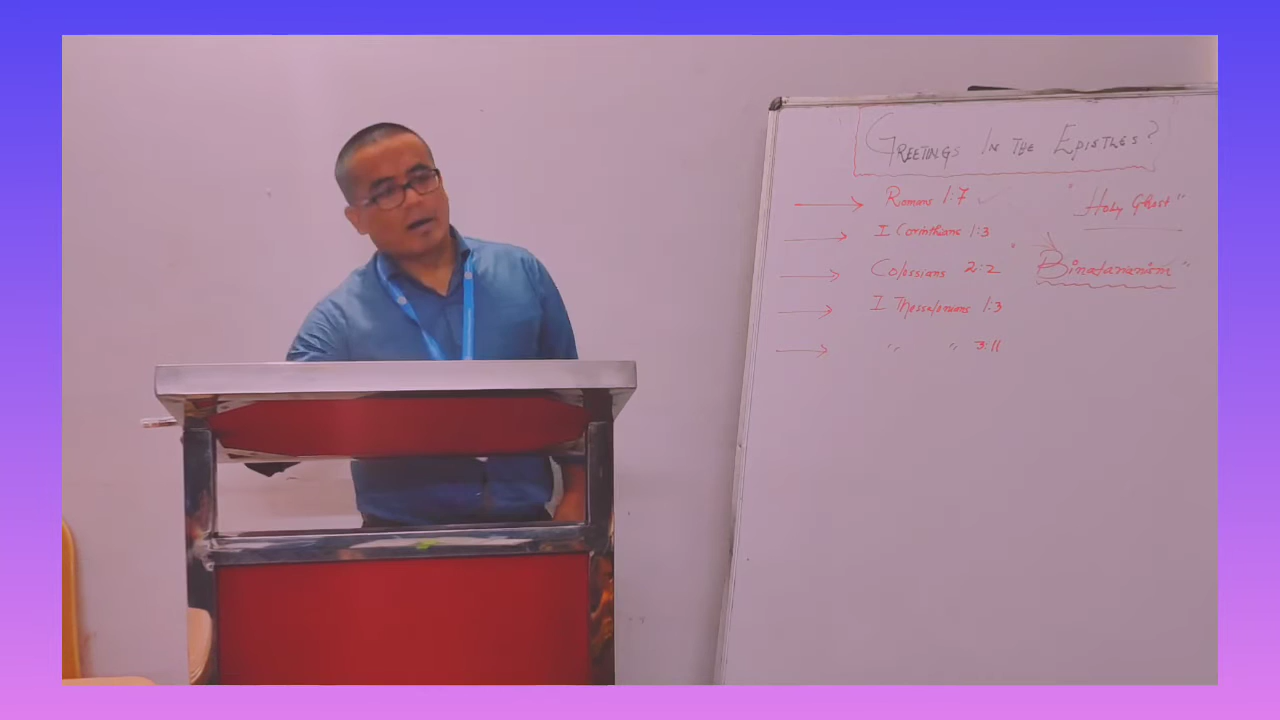 GREETINGS IN THE EPISTLES?
Romans 1:7 ✓
"Holy Ghost"
I Corinthians 1:3
Colossians 2:2
"Binatarianism"
I Thessalonians 1:3
" " 3:11